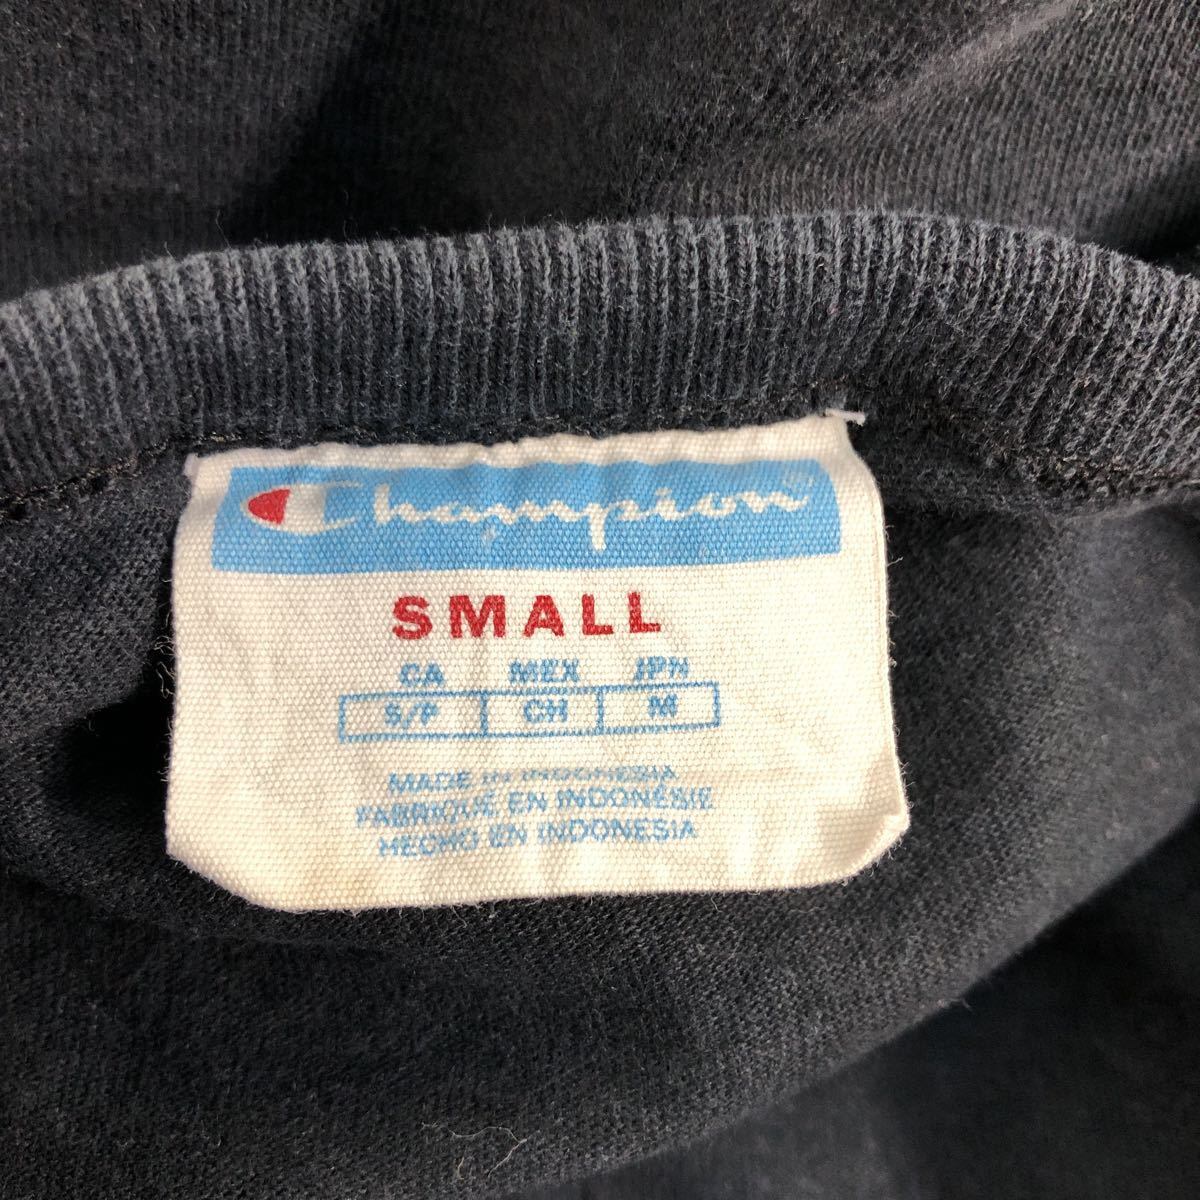 Champion
SMALL
CA MEX JPN
S/P CH M
MADE IN INDONESIA
FABRIQUÉ EN INDONÉSIE
HECHO EN INDONESIA